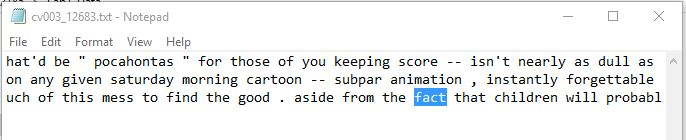 cv003_12683.txt - Notepad
File Edit Format View Help
hat'd be " pocahontas " for those of you keeping score -- isn't nearly as dull as
on any given saturday morning cartoon -- subpar animation , instantly forgettable
uch of this mess to find the good . aside from the fact that children will probabl